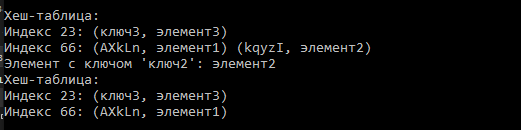 Хеш-таблица:
Индекс 23: (ключ3, элемент3)
Индекс 66: (AXkLn, элемент1) (kqyzI, элемент2)
Элемент с ключом 'ключ2': элемент2
Хеш-таблица:
Индекс 23: (ключ3, элемент3)
Индекс 66: (AXkLn, элемент1)